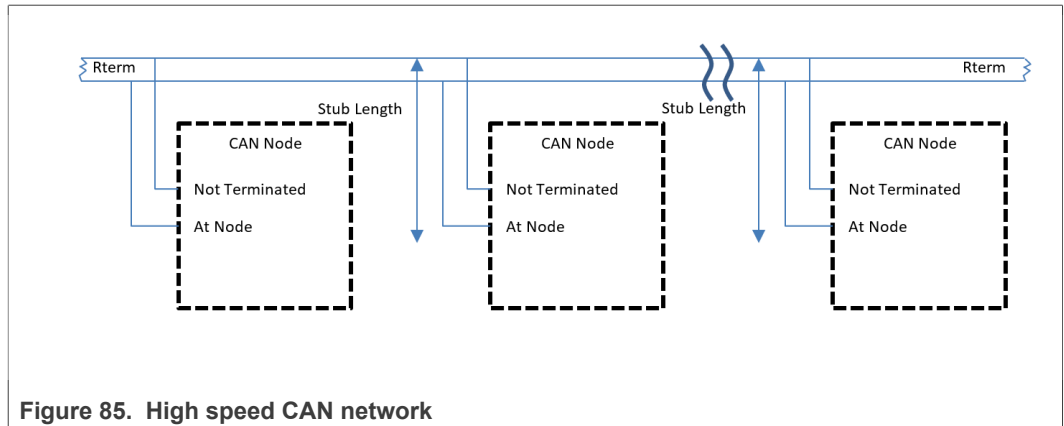 Rterm
Rterm
Stub Length
Stub Length
CAN Node
Not Terminated
At Node
CAN Node
Not Terminated
At Node
CAN Node
Not Terminated
At Node
Figure 85. High speed CAN network